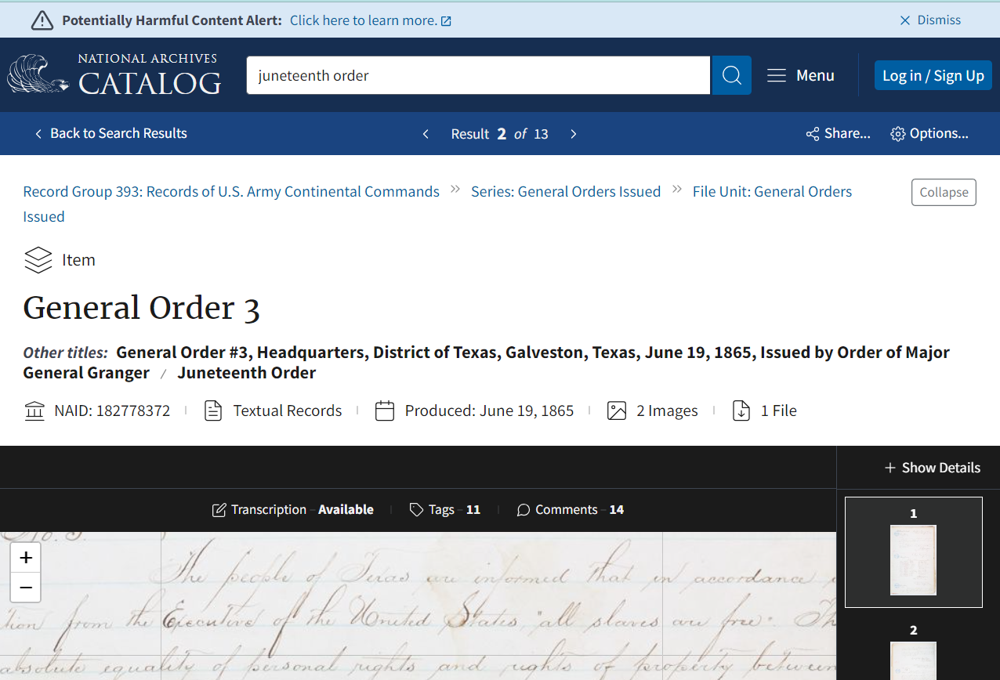 Potentially Harmful Content Alert: Click here to learn more.
Dismiss
NATIONAL ARCHIVES
CATALOG
juneteenth order
Menu
Log in / Sign Up
Back to Search Results
Result 2 of 13
Share...
Options...
Record Group 393: Records of U.S. Army Continental Commands » Series: General Orders Issued » File Unit: General Orders
Issued
Collapse
Item
General Order 3
Other titles: General Order #3, Headquarters, District of Texas, Galveston, Texas, June 19, 1865, Issued by Order of Major
General Granger / Juneteenth Order
NAID: 182778372 | Textual Records | Produced: June 19, 1865 | 2 Images | 1 File
+ Show Details
Transcription - Available | Tags - 11 | Comments - 14
1
No. 3.
+
The people of Texas are informed that in accordance
−
tion from the Executive of the United States, "all slaves are free". Th
2
absolute equality of personal rights and rights of property between